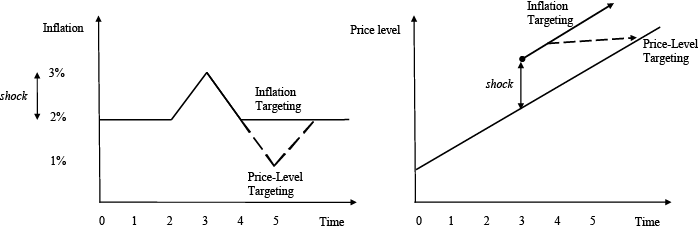 Inflation
3%
shock
2%
1%
Inflation
Targeting
Price-Level
Targeting
0 1 2 3 4 5 Time
Price level
Inflation
Targeting
Price-Level
Targeting
shock
0 1 2 3 4 5 Time